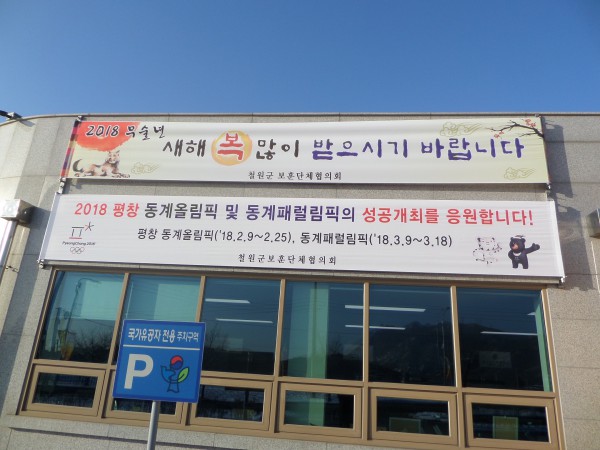 2018 무술년
새해 복 많이 받으시기 바랍니다
철원군 보훈단체협의회
2018 평창 동계올림픽 및 동계패럴림픽의 성공개최를 응원합니다!
평창 동계올림픽('18.2.9~2.25), 동계패럴림픽('18.3.9~3.18)
철원군보훈단체협의회
PyeongChang 2018
국가유공자 전용 주차구역
P